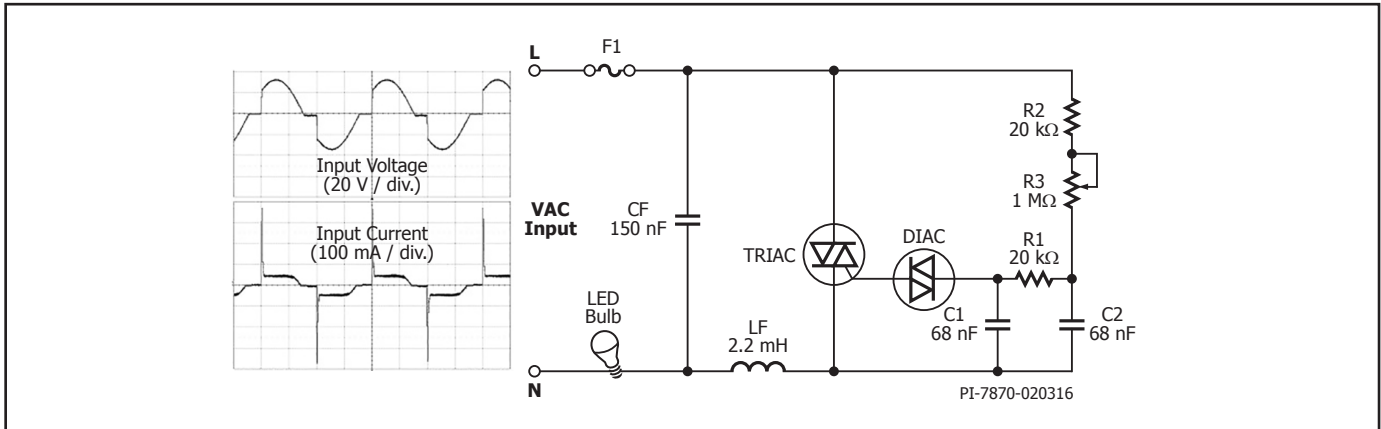 Input Voltage
(20 V / div.)
Input Current
(100 mA / div.)
L
F1
VAC
Input
CF
150 nF
LED
Bulb
N
LF
2.2 mH
TRIAC
DIAC
R2
20 kΩ
R3
1 MΩ
R1
20 kΩ
C1
68 nF
C2
68 nF
PI-7870-020316